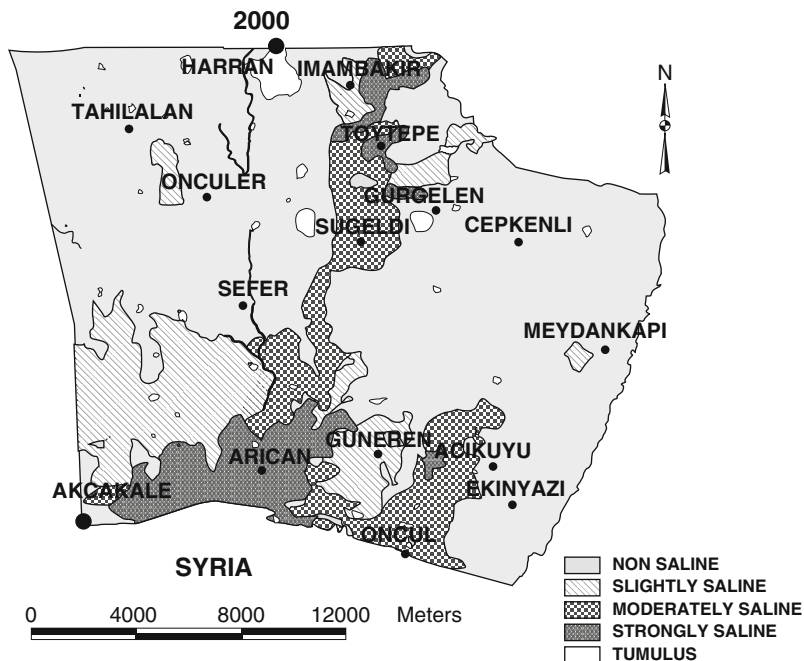 2000
HARRAN
IMAMBAKIR
N
TAHILALAN
TOYTEPE
ONCULER
GURGELEN
SUGELDI
CEPKENLI
SEFER
MEYDANKAPI
GUNEREN
ARICAN
ACIKUYU
AKCAKALE
EKINYAZI
ONCUL
SYRIA
NON SALINE
SLIGHTLY SALINE
MODERATELY SALINE
STRONGLY SALINE
TUMULUS
0 4000 8000 12000 Meters